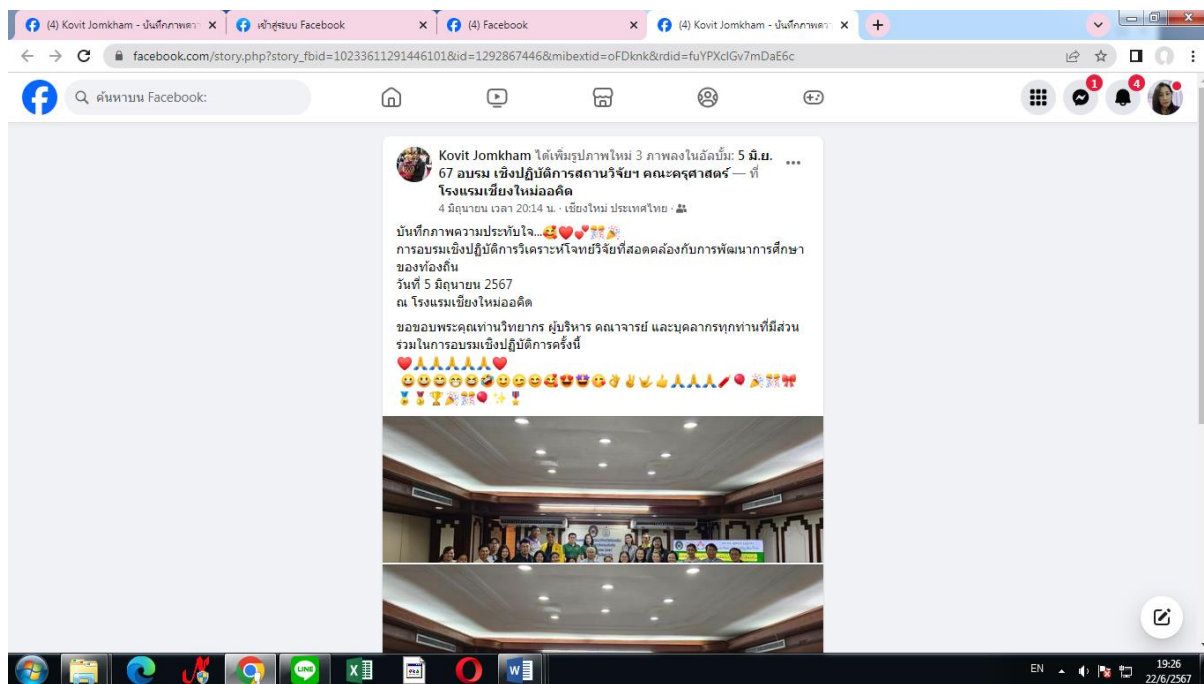 (4) Kovit Jomkham - บันทึกภาพควา
เข้าสู่ระบบ Facebook
(4) Facebook
(4) Kovit Jomkham - บันทึกภาพควา
facebook.com/story.php?story_fbid=10233611291446101&id=1292867446&mibextid=oFDknk&rdid=fuYPXclGv7mDaE6c
ค้นหาบน Facebook:
1
4
Kovit Jomkham ได้เพิ่มรูปภาพใหม่ 3 ภาพลงในอัลบั้ม: 5 มิ.ย.
67 อบรม เชิงปฏิบัติการสถานวิจัยฯ คณะครุศาสตร์ — ที่
โรงแรมเชียงใหม่ออคิด
4 มิถุนายน เวลา 20:14 น. · เชียงใหม่ ประเทศไทย ·
บันทึกภาพความประทับใจ...🥰❤️💕🎊🎉
การอบรมเชิงปฏิบัติการวิเคราะห์โจทย์วิจัยที่สอดคล้องกับการพัฒนาการศึกษา
ของท้องถิ่น
วันที่ 5 มิถุนายน 2567
ณ โรงแรมเชียงใหม่ออคิด
ขอขอบพระคุณท่านวิทยากร ผู้บริหาร คณาจารย์ และบุคลากรทุกท่านที่มีส่วน
ร่วมในการอบรมเชิงปฏิบัติการครั้งนี้
LINE
EN
19:26
22/6/2567